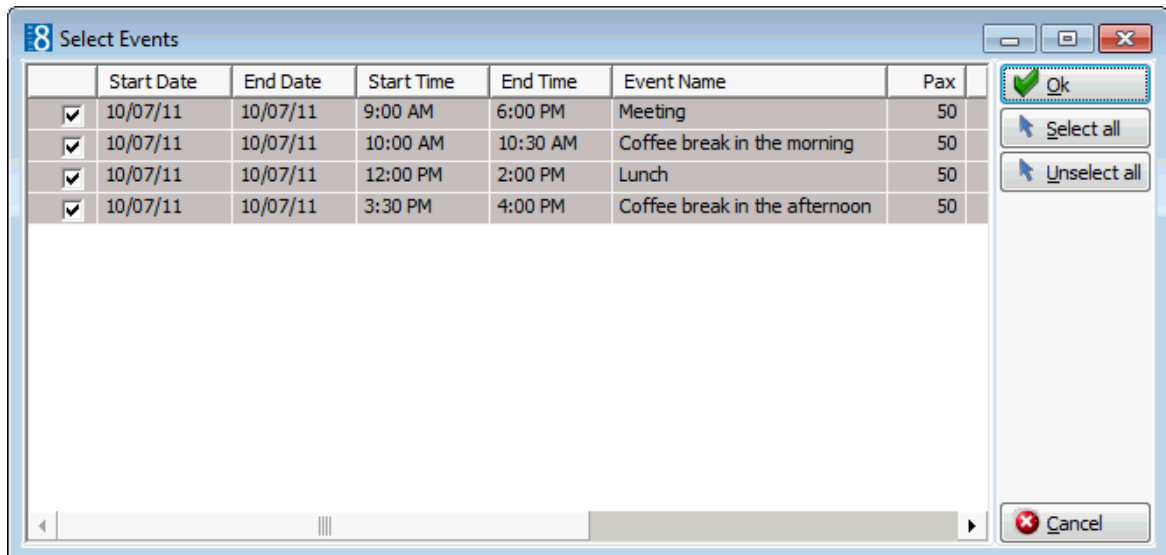 8 Select Events
Start Date End Date Start Time End Time Event Name Pax
10/07/11 10/07/11 9:00 AM 6:00 PM Meeting 50
10/07/11 10/07/11 10:00 AM 10:30 AM Coffee break in the morning 50
10/07/11 10/07/11 12:00 PM 2:00 PM Lunch 50
10/07/11 10/07/11 3:30 PM 4:00 PM Coffee break in the afternoon 50
Ok
Select all
Unselect all
Cancel